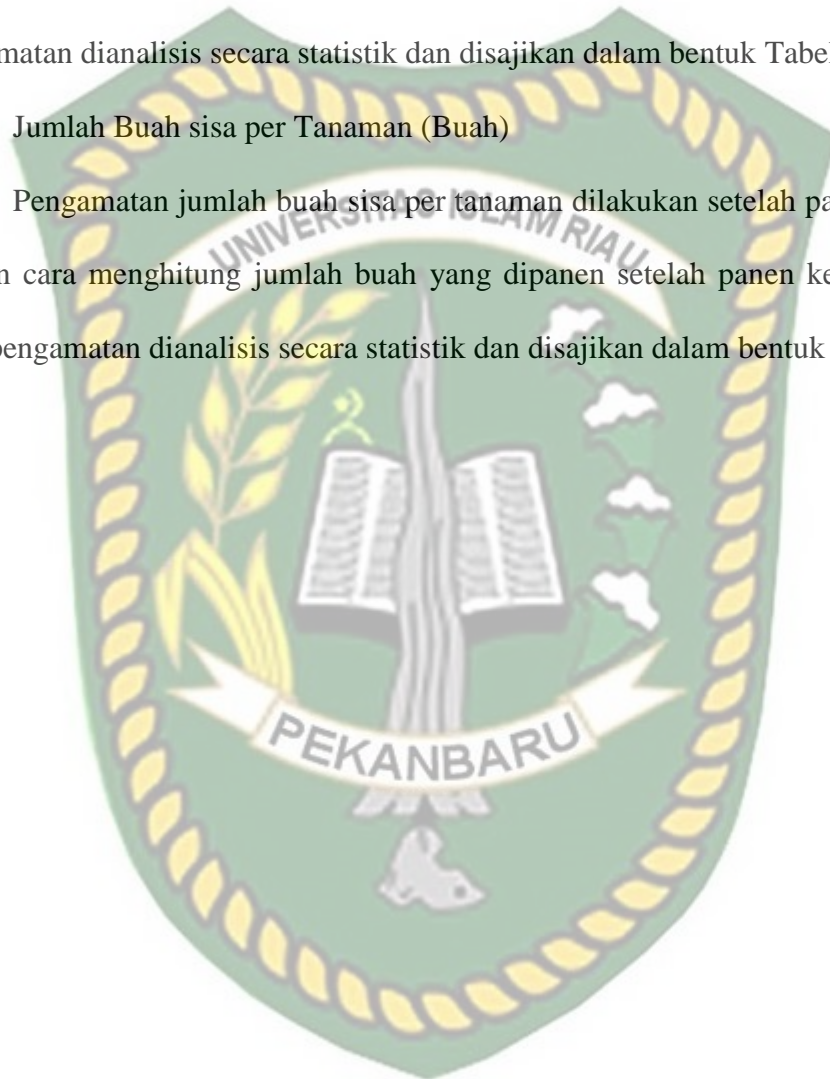 matan dianalisis secara statistik dan disajikan dalam bentuk Tabel
Jumlah Buah sisa per Tanaman (Buah)
Pengamatan jumlah buah sisa per tanaman dilakukan setelah pa
n cara menghitung jumlah buah yang dipanen setelah panen ke
pengamatan dianalisis secara statistik dan disajikan dalam bentuk
UNIVERSITAS ISLAM RIAU
PEKANBARU